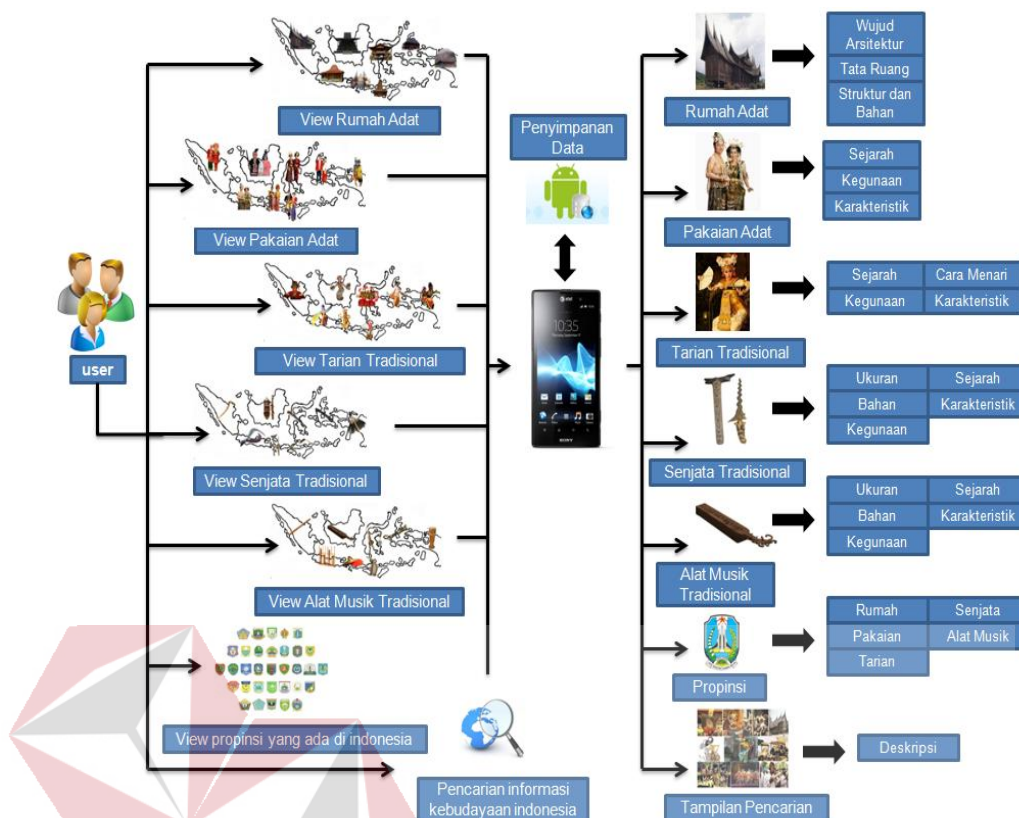 View Rumah Adat
View Pakaian Adat
View Tarian Tradisional
user
View Senjata Tradisional
View Alat Musik Tradisional
View propinsi yang ada di indonesia
Pencarian informasi
kebudayaan indonesia
Penyimpanan
Data
10:35
SONY
Rumah Adat
Wujud
Arsitektur
Tata Ruang
Struktur dan
Bahan
Pakaian Adat
Sejarah
Kegunaan
Karakteristik
Tarian Tradisional
Sejarah Cara Menari
Kegunaan Karakteristik
Senjata Tradisional
Ukuran Sejarah
Bahan Karakteristik
Kegunaan
Alat Musik
Tradisional
Ukuran Sejarah
Bahan Karakteristik
Kegunaan
Propinsi
Rumah Senjata
Pakaian Alat Musik
Tarian
Tampilan Pencarian
Deskripsi